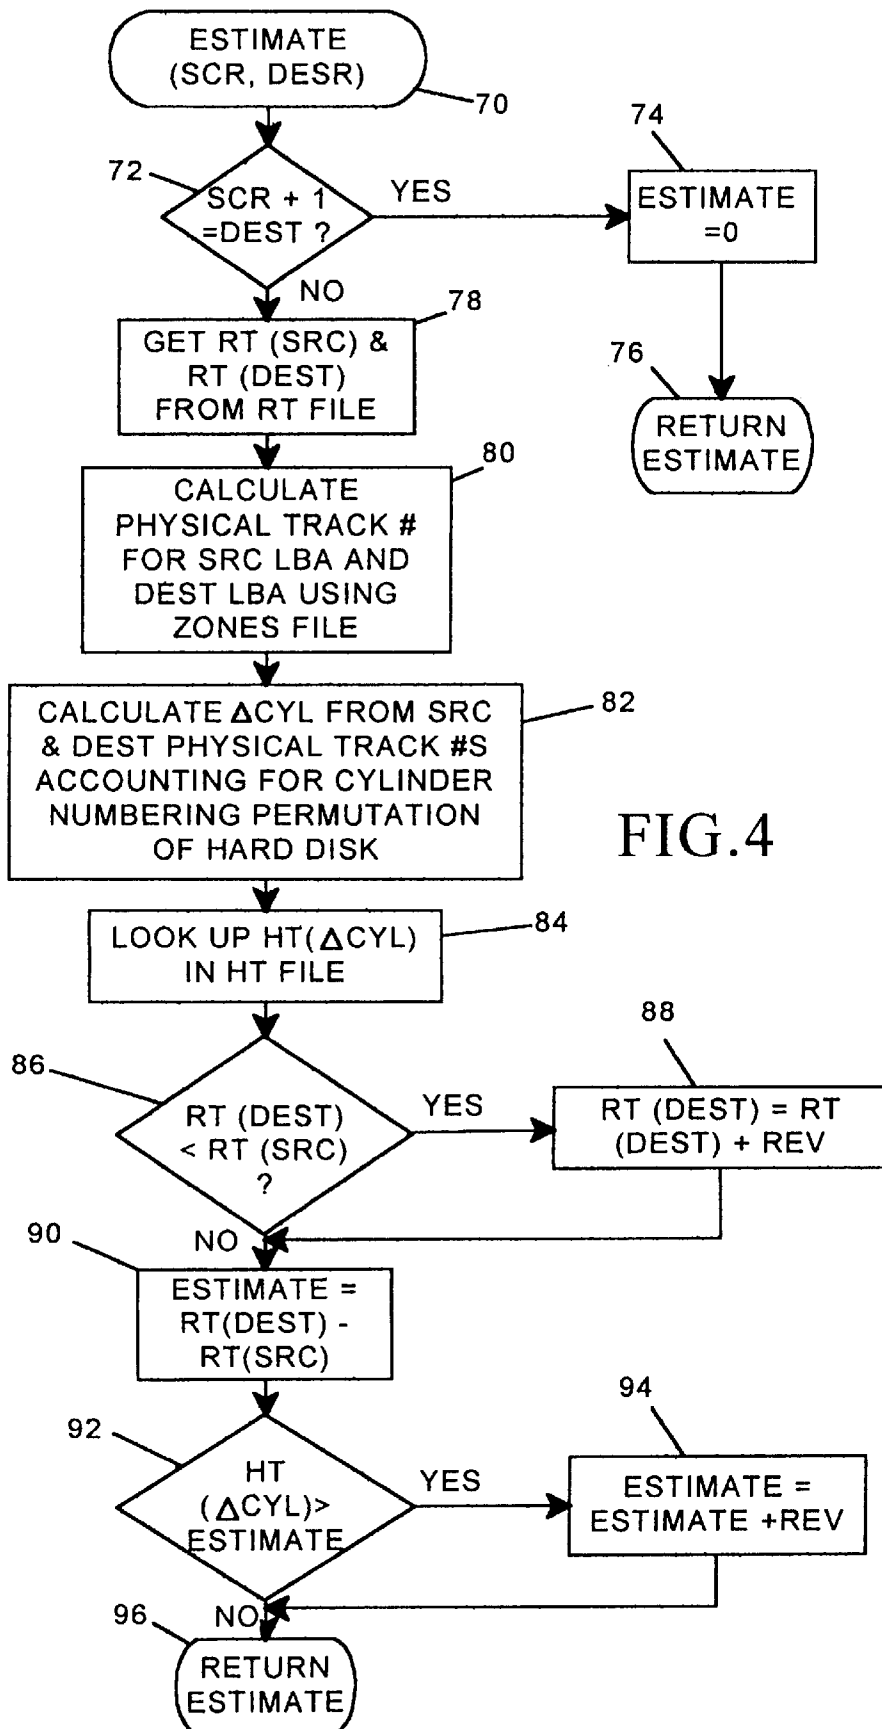 ESTIMATE
(SCR, DESR)
70
72
SCR + 1
=DEST ?
YES
74
ESTIMATE
=0
NO
78
GET RT (SRC) &
RT (DEST)
FROM RT FILE
76
RETURN
ESTIMATE
80
CALCULATE
PHYSICAL TRACK #
FOR SRC LBA AND
DEST LBA USING
ZONES FILE
82
CALCULATE ΔCYL FROM SRC
& DEST PHYSICAL TRACK #S
ACCOUNTING FOR CYLINDER
NUMBERING PERMUTATION
OF HARD DISK
FIG.4
84
LOOK UP HT(ΔCYL)
IN HT FILE
86
RT (DEST)
< RT (SRC)
?
YES
88
RT (DEST) = RT
(DEST) + REV
NO
90
ESTIMATE =
RT(DEST) -
RT(SRC)
92
HT
(ΔCYL)>
ESTIMATE
YES
94
ESTIMATE =
ESTIMATE +REV
NO
96
RETURN
ESTIMATE